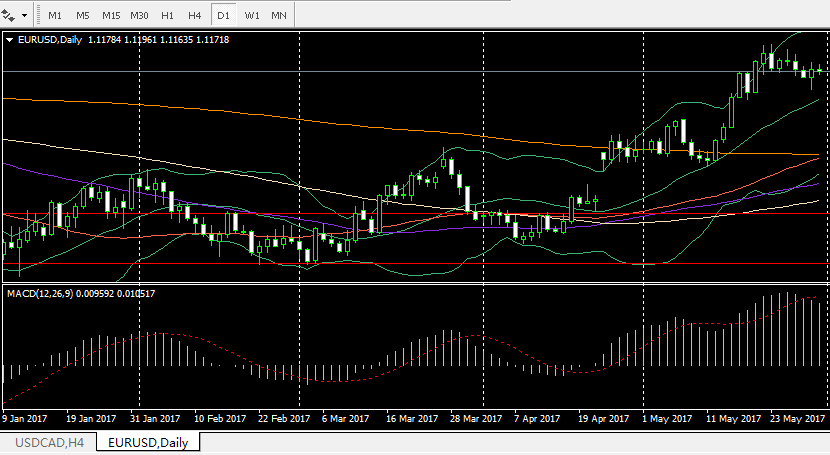 M1 M5 M15 M30 H1 H4 D1 W1 MN
EURUSD,Daily 1.11784 1.11961 1.11635 1.11718
MACD(12,26,9) 0.009592 0.010517
9 Jan 2017 19 Jan 2017 31 Jan 2017 10 Feb 2017 22 Feb 2017 6 Mar 2017 16 Mar 2017 28 Mar 2017 7 Apr 2017 19 Apr 2017 1 May 2017 11 May 2017 23 May 2017
USDCAD,H4 EURUSD,Daily